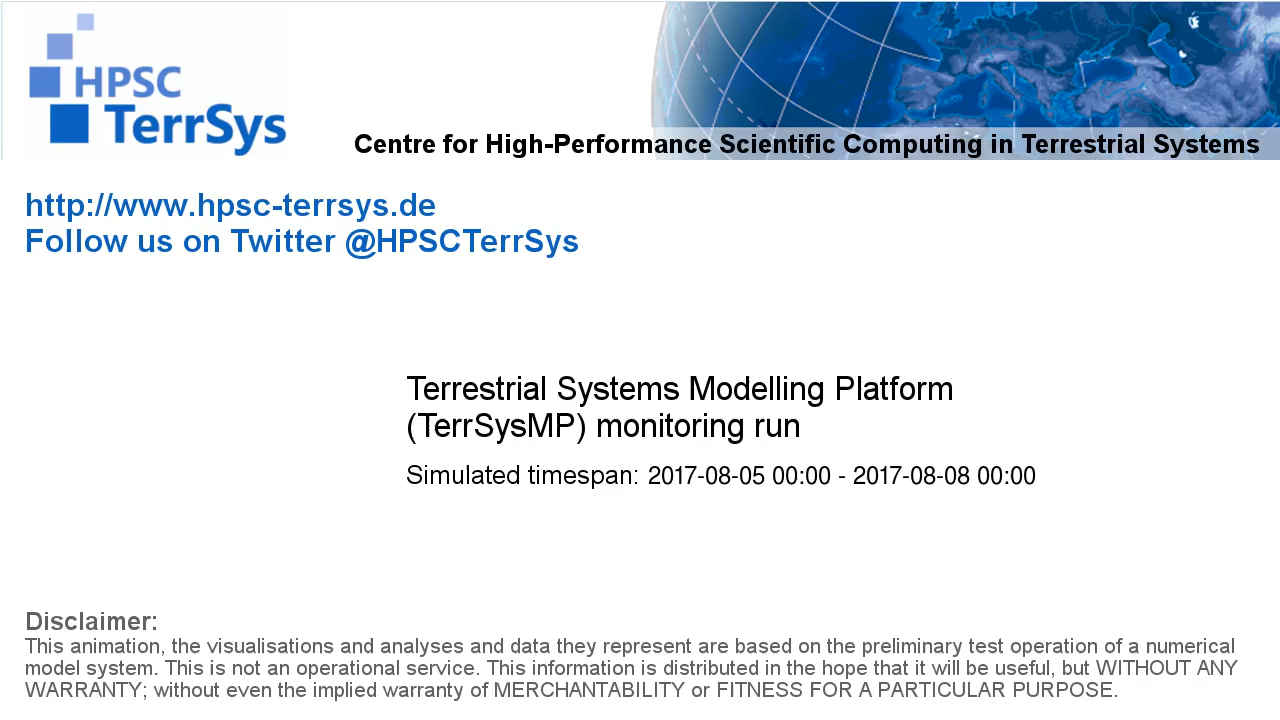 HPSC
TerrSys
Centre for High-Performance Scientific Computing in Terrestrial Systems
http://www.hpsc-terrsys.de
Follow us on Twitter @HPSCTerrSys
Terrestrial Systems Modelling Platform
(TerrSysMP) monitoring run
Simulated timespan: 2017-08-05 00:00 - 2017-08-08 00:00
Disclaimer:
This animation, the visualisations and analyses and data they represent are based on the preliminary test operation of a numerical
model system. This is not an operational service. This information is distributed in the hope that it will be useful, but WITHOUT ANY
WARRANTY; without even the implied warranty of MERCHANTABILITY or FITNESS FOR A PARTICULAR PURPOSE.